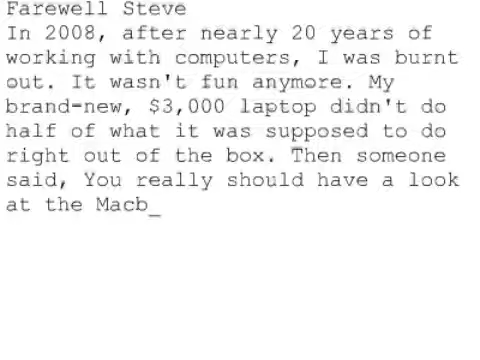 Farewell Steve
In 2008, after nearly 20 years of
working with computers, I was burnt
out. It wasn't fun anymore. My
brand-new, $3,000 laptop didn't do
half of what it was supposed to do
right out of the box. Then someone
said, You really should have a look
at the Macb_